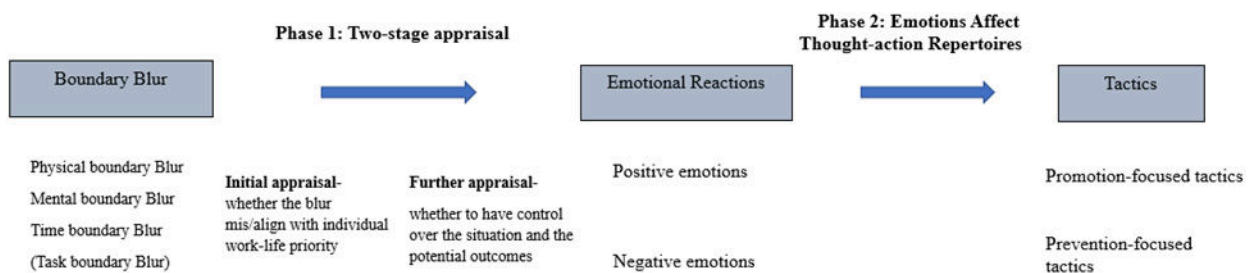 Phase 1: Two-stage appraisal
Phase 2: Emotions Affect
Thought-action Repertoires
Boundary Blur
Emotional Reactions
Tactics
Physical boundary Blur
Mental boundary Blur
Time boundary Blur
(Task boundary Blur)
Initial appraisal-
whether the blur
mis/align with individual
work-life priority
Further appraisal-
whether to have control
over the situation and the
potential outcomes
Positive emotions
Negative emotions
Promotion-focused tactics
Prevention-focused
tactics